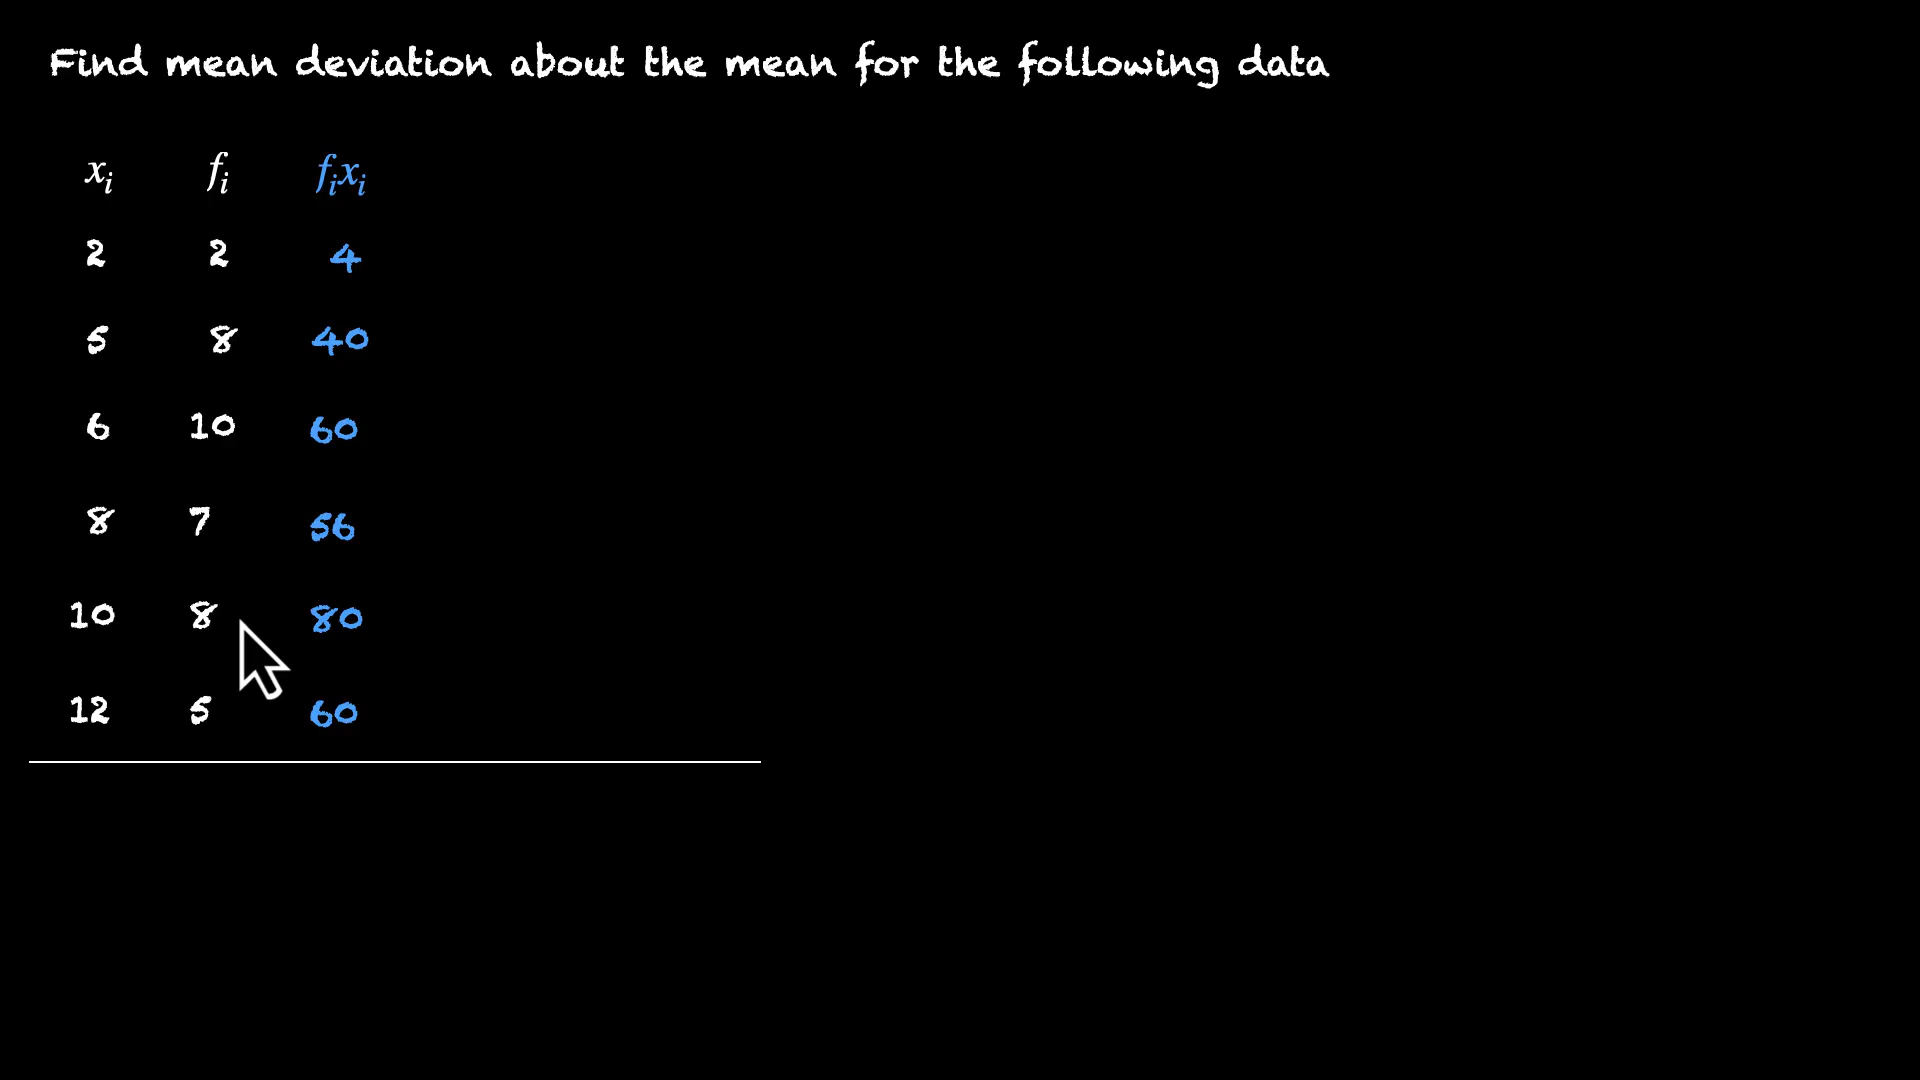 Find mean deviation about the mean for the following data
xᵢ fᵢ fᵢxᵢ
2 2 4
5 8 40
6 10 60
8 7 56
10 8 80
12 5 60